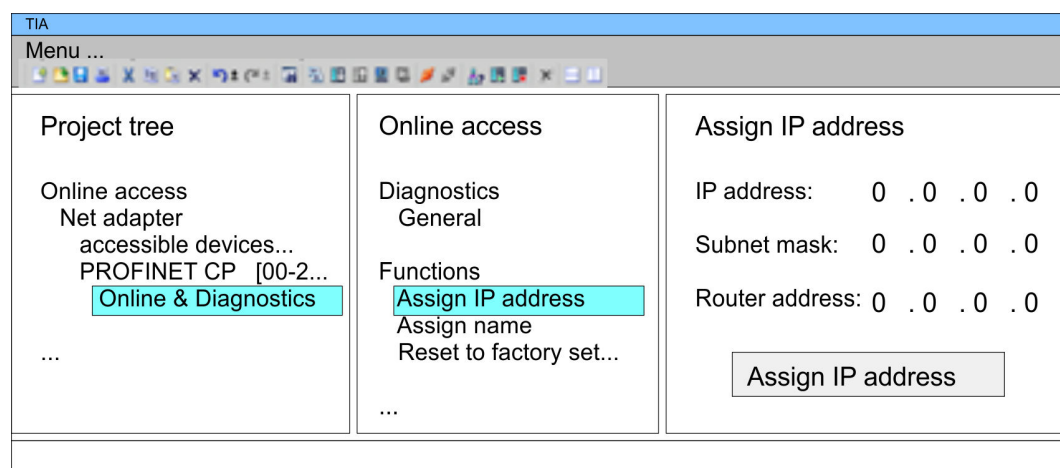 TIA
Menu ...
Project tree
Online access
Net adapter
accessible devices...
PROFINET CP [00-2...
Online & Diagnostics
...
Online access
Diagnostics
General
Functions
Assign IP address
Assign name
Reset to factory set...
...
Assign IP address
IP address: 0 . 0 . 0 . 0
Subnet mask: 0 . 0 . 0 . 0
Router address: 0 . 0 . 0 . 0
Assign IP address